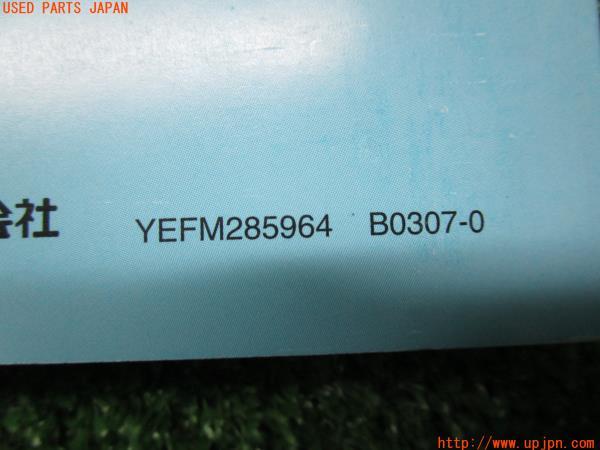 USED PARTS JAPAN
会社 YEFM285964 B0307-0
http://www.upjpn.com/